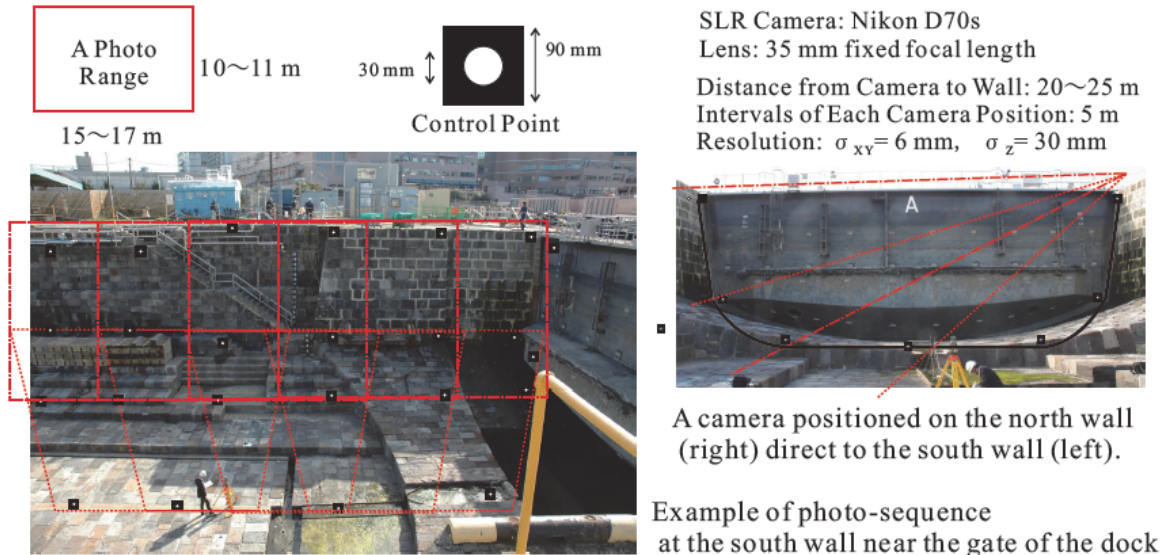 A Photo
Range
10～11 m
15～17 m
30 mm
90 mm
Control Point
SLR Camera: Nikon D70s
Lens: 35 mm fixed focal length
Distance from Camera to Wall: 20～25 m
Intervals of Each Camera Position: 5 m
Resolution: σ XY= 6 mm, σ z= 30 mm
A
A camera positioned on the north wall
(right) direct to the south wall (left).
Example of photo-sequence
at the south wall near the gate of the dock